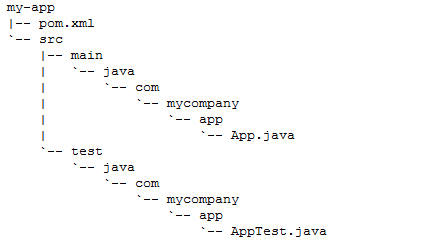 my-app
|-- pom.xml
`-- src
    |-- main
    |   `-- java
    |       `-- com
    |           `-- mycompany
    |               `-- app
    |                   `-- App.java
    `-- test
        `-- java
            `-- com
                `-- mycompany
                    `-- app
                        `-- AppTest.java